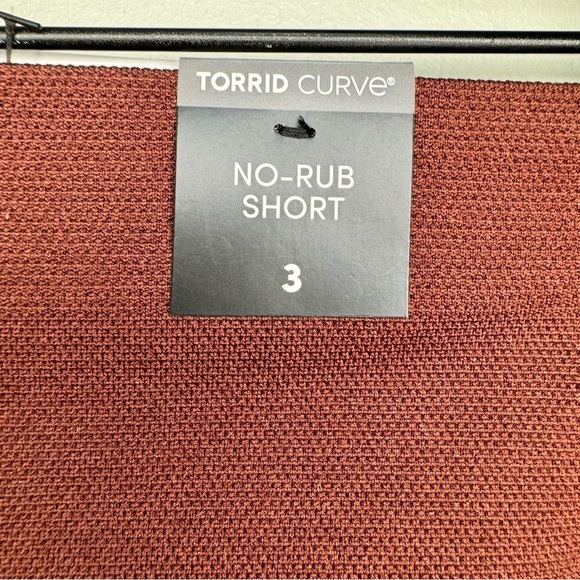 TORRID CURVE®
NO-RUB
SHORT
3